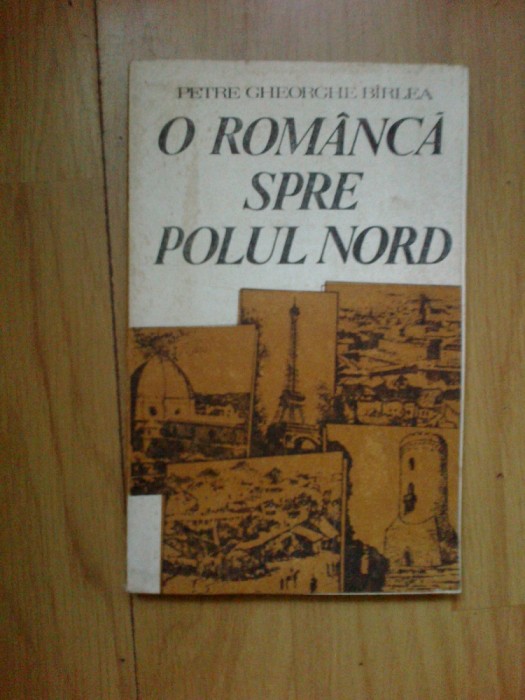 PETRE GHEORGHE BÎRLEA
O ROMÂNCĂ
SPRE
POLUL NORD